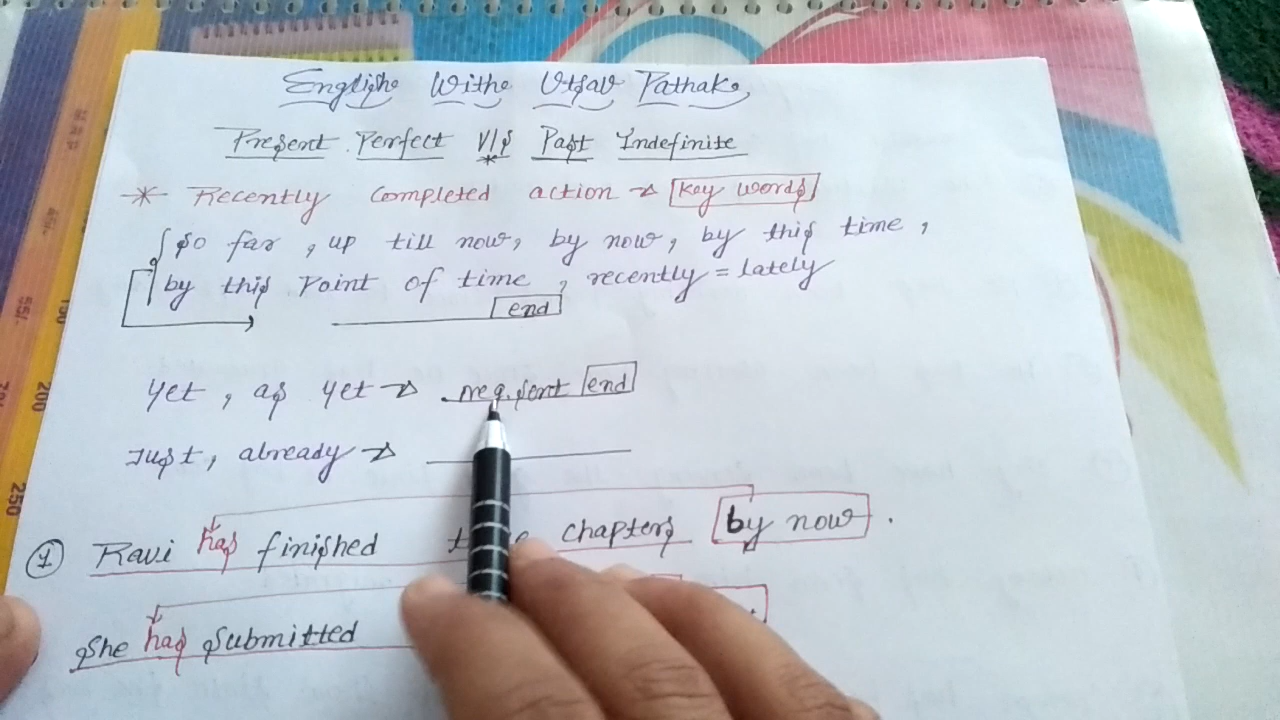 English With Utsav Pathak
Present Perfect V/s Past Indefinite
* Recently Completed action → Key words
so far, up till now, by now, by this time,
by this Point of time, recently = lately
end
Yet, as yet → neg. sent end
Just, already →
① Ravi has finished chapters by now.
She has submitted
200
250